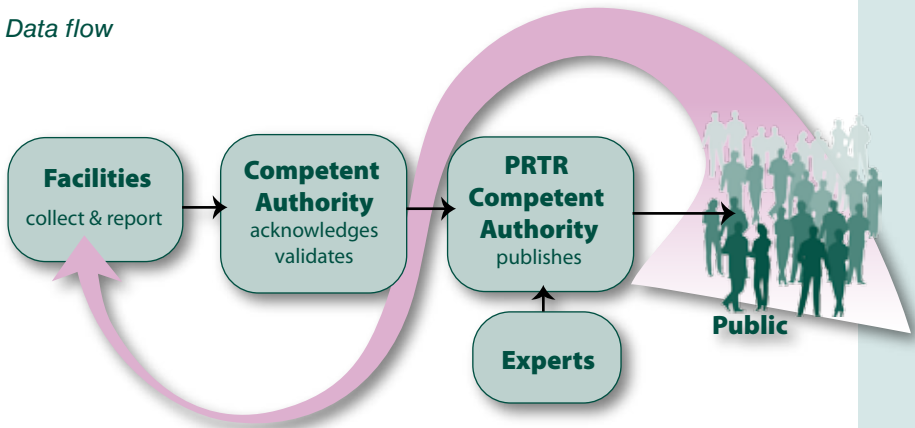 Data flow
Facilities
collect & report
Competent
Authority
acknowledges
validates
PRTR
Competent
Authority
publishes
Experts
Public